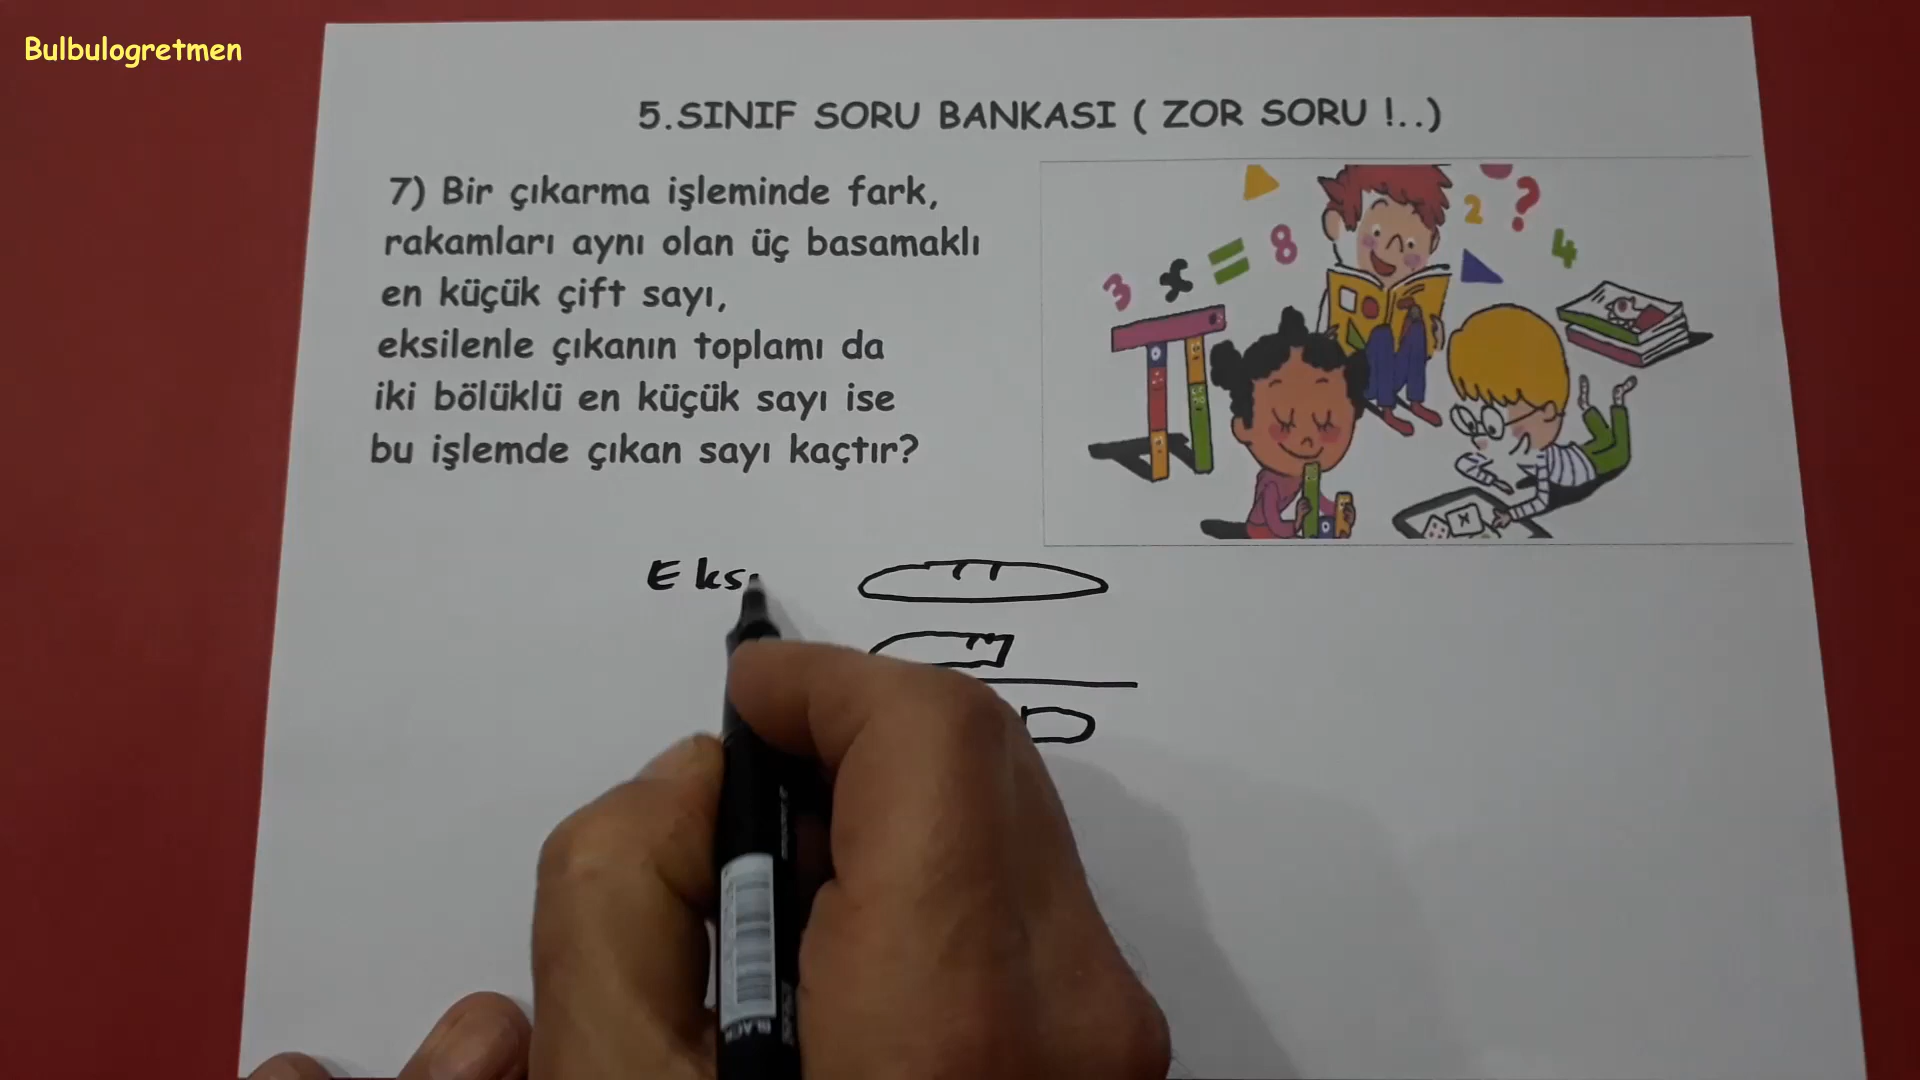 Bulbulogretmen
5.SINIF SORU BANKASI ( ZOR SORU !..)
7) Bir çıkarma işleminde fark,
rakamları aynı olan üç basamaklı
en küçük çift sayı,
eksilenle çıkanın toplamı da
iki bölüklü en küçük sayı ise
bu işlemde çıkan sayı kaçtır?
3 x = 8 2 ? 4
Eks